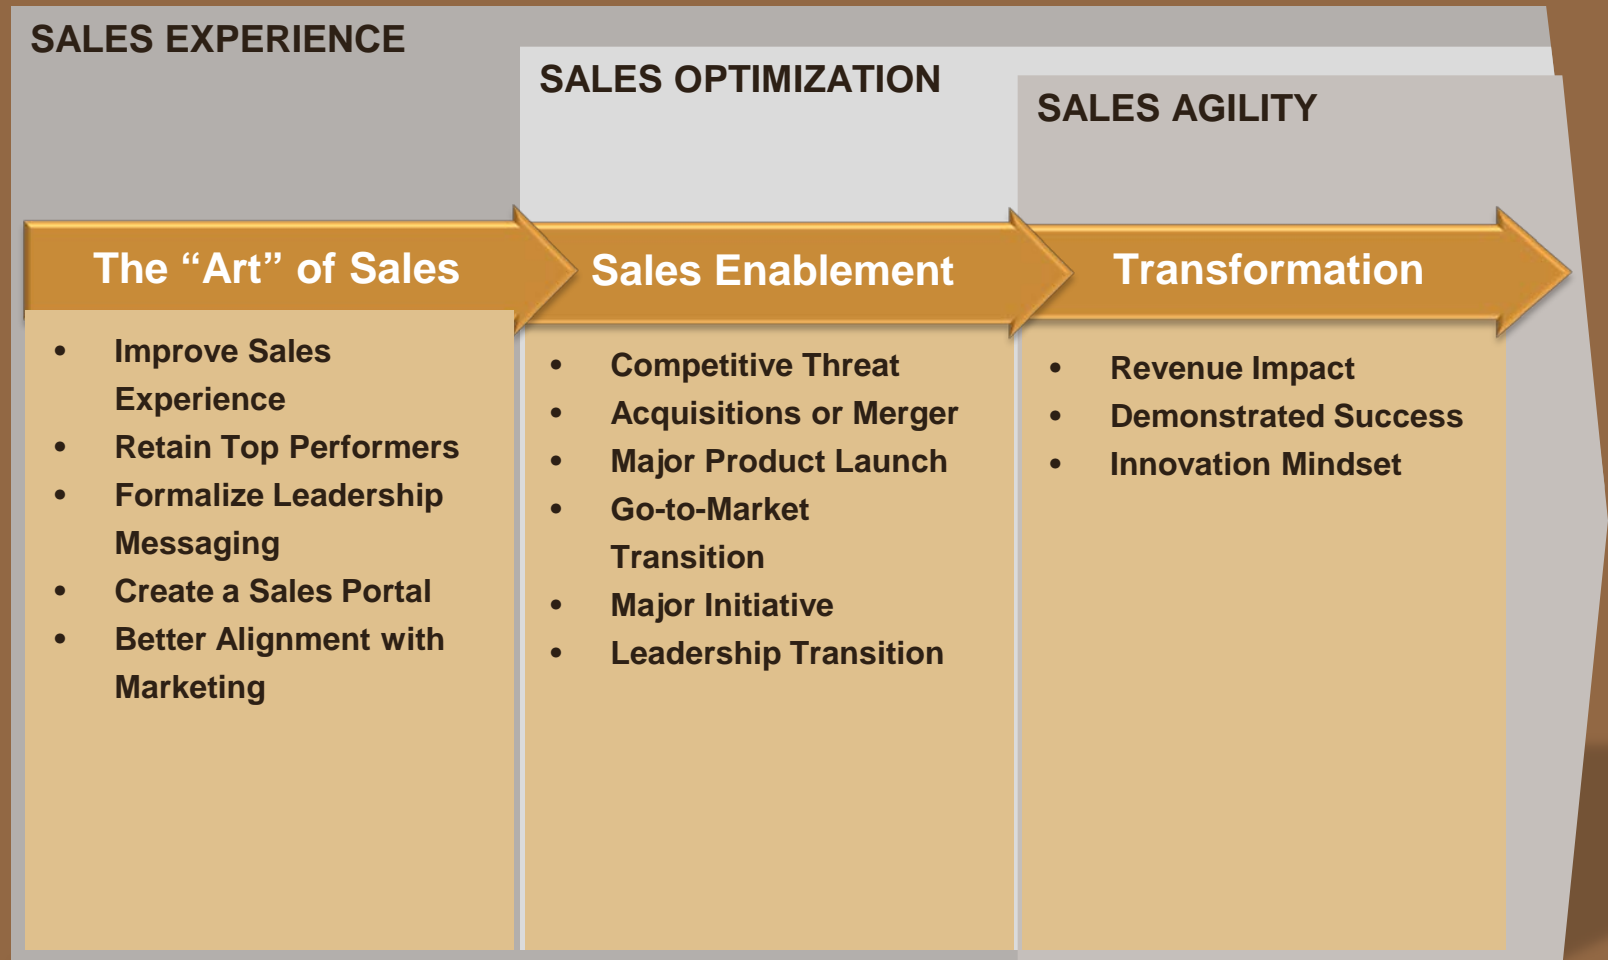 SALES EXPERIENCE
SALES OPTIMIZATION
SALES AGILITY
The “Art” of Sales
Sales Enablement
Transformation
• Improve Sales
Experience
• Retain Top Performers
• Formalize Leadership
Messaging
• Create a Sales Portal
• Better Alignment with
Marketing
• Competitive Threat
• Acquisitions or Merger
• Major Product Launch
• Go-to-Market
Transition
• Major Initiative
• Leadership Transition
• Revenue Impact
• Demonstrated Success
• Innovation Mindset